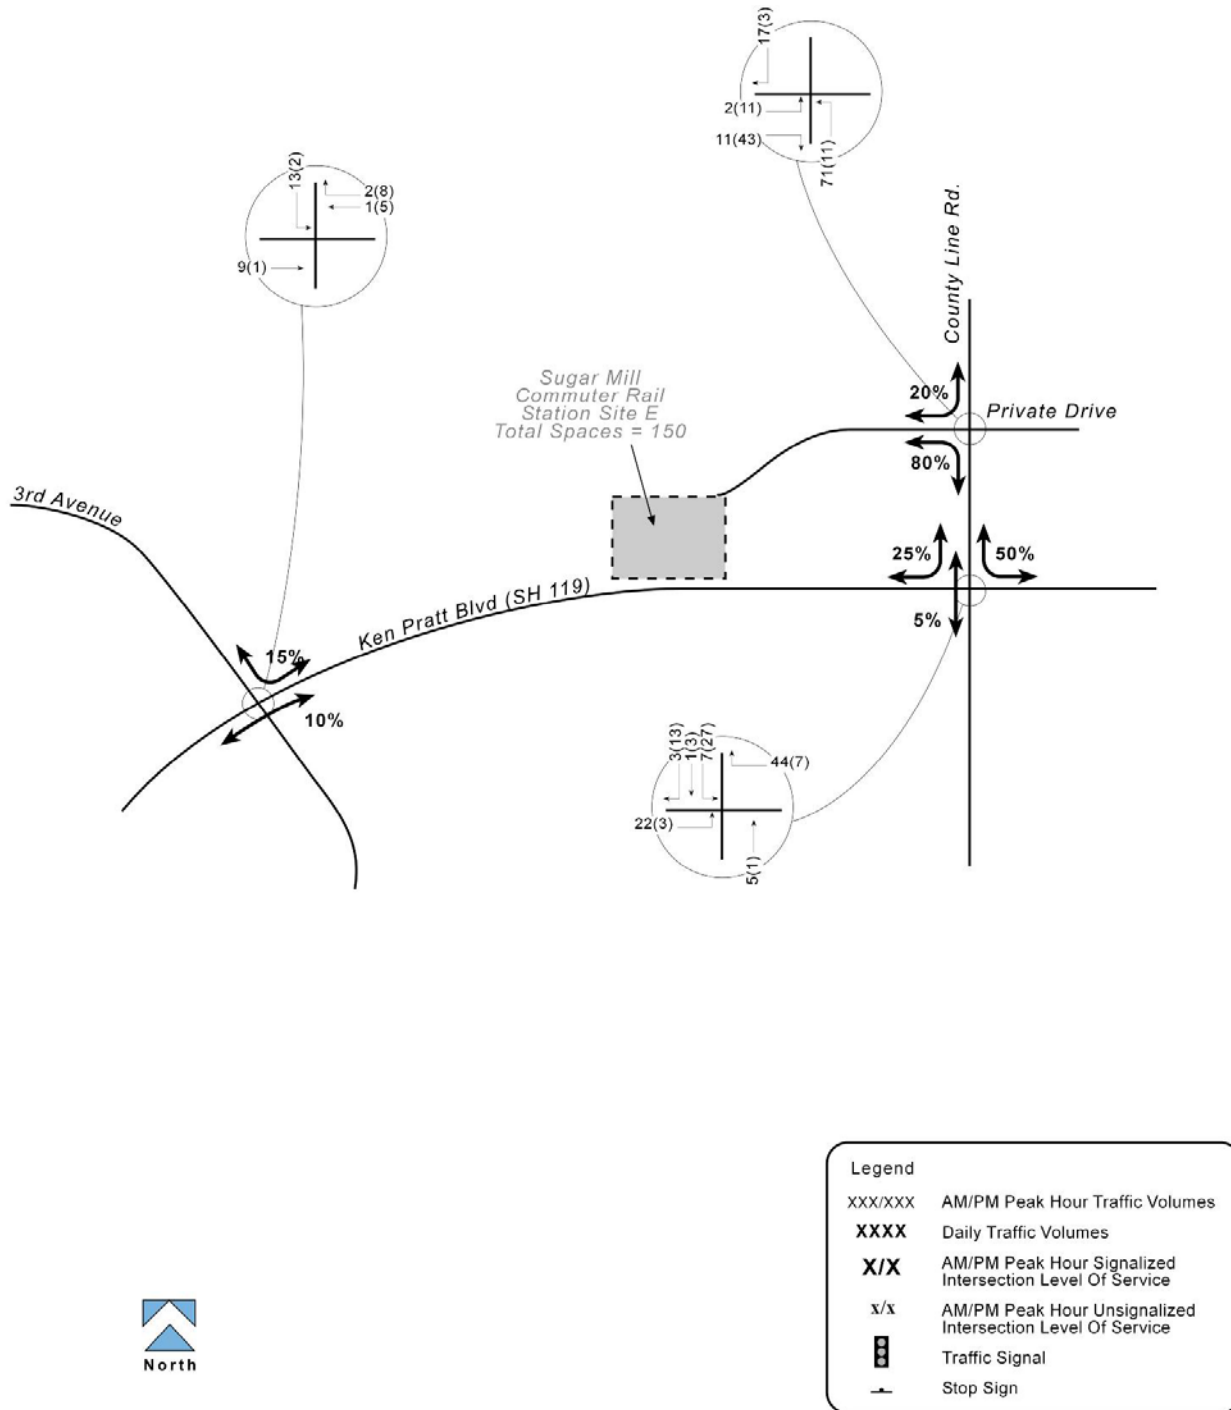 17(3)
2(11)
11(43)
71(11)
13(2)
2(8)
1(5)
9(1)
County Line Rd.
Sugar Mill
Commuter Rail
Station Site E
Total Spaces = 150
20%
Private Drive
80%
3rd Avenue
25%
50%
Ken Pratt Blvd (SH 119)
5%
15%
10%
3(13)
1(3)
7(27)
44(7)
22(3)
5(1)
Legend
XXX/XXX AM/PM Peak Hour Traffic Volumes
XXXX Daily Traffic Volumes
X/X AM/PM Peak Hour Signalized
Intersection Level Of Service
x/x AM/PM Peak Hour Unsignalized
Intersection Level Of Service
Traffic Signal
Stop Sign
North